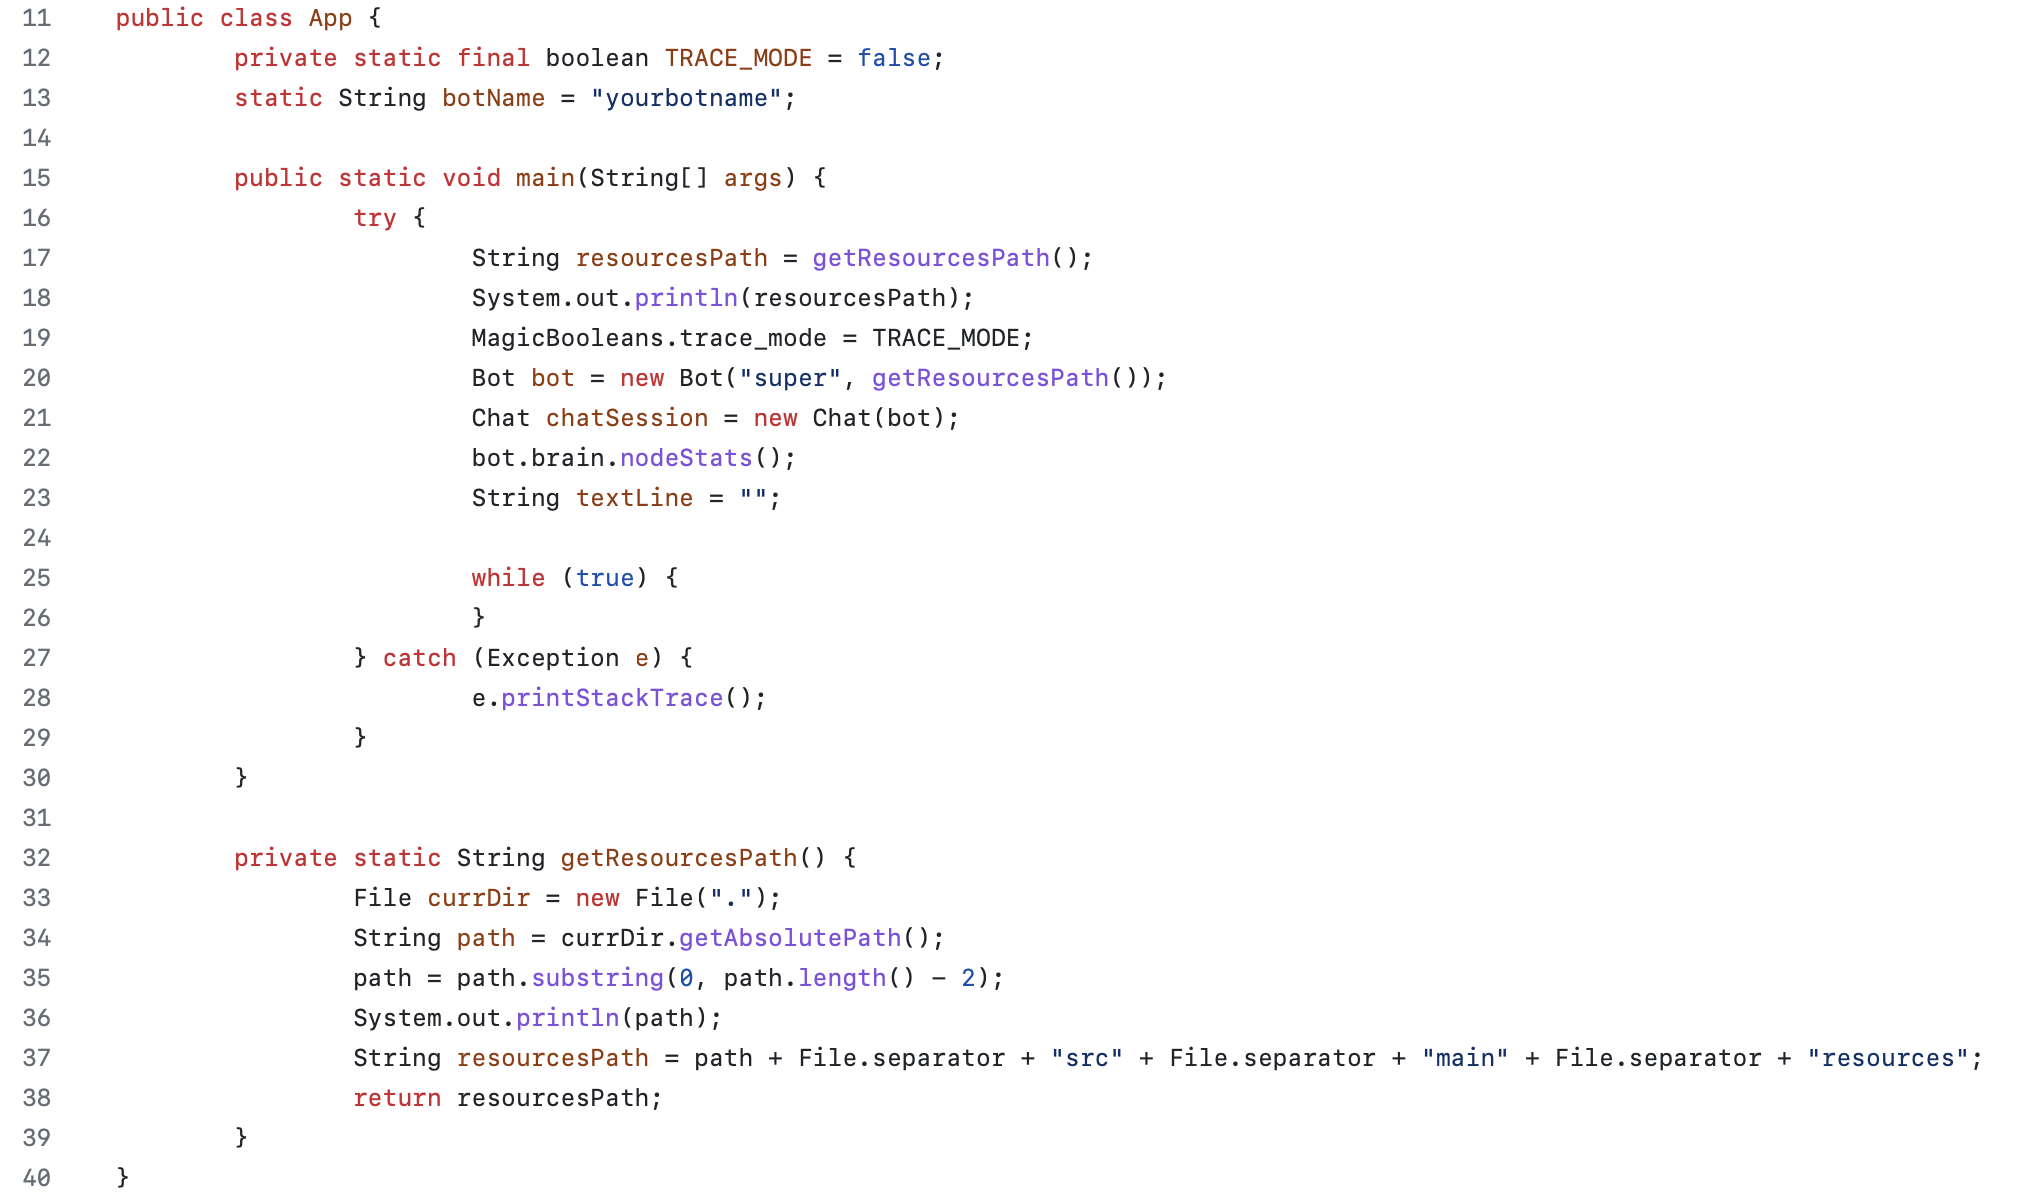 11 public class App {
12 private static final boolean TRACE_MODE = false;
13 static String botName = "yourbotname";
14
15 public static void main(String[] args) {
16 try {
17 String resourcesPath = getResourcesPath();
18 System.out.println(resourcesPath);
19 MagicBooleans.trace_mode = TRACE_MODE;
20 Bot bot = new Bot("super", getResourcesPath());
21 Chat chatSession = new Chat(bot);
22 bot.brain.nodeStats();
23 String textLine = "";
24
25 while (true) {
26 }
27 } catch (Exception e) {
28 e.printStackTrace();
29 }
30 }
31
32 private static String getResourcesPath() {
33 File currDir = new File(".");
34 String path = currDir.getAbsolutePath();
35 path = path.substring(0, path.length() - 2);
36 System.out.println(path);
37 String resourcesPath = path + File.separator + "src" + File.separator + "main" + File.separator + "resources";
38 return resourcesPath;
39 }
40 }